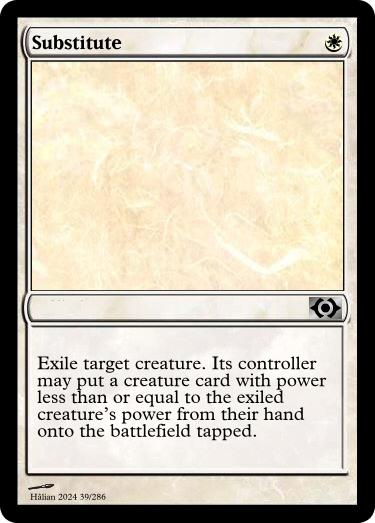 Substitute
Exile target creature. Its controller
may put a creature card with power
less than or equal to the exiled
creature's power from their hand
onto the battlefield tapped.
Hálian 2024 39/286